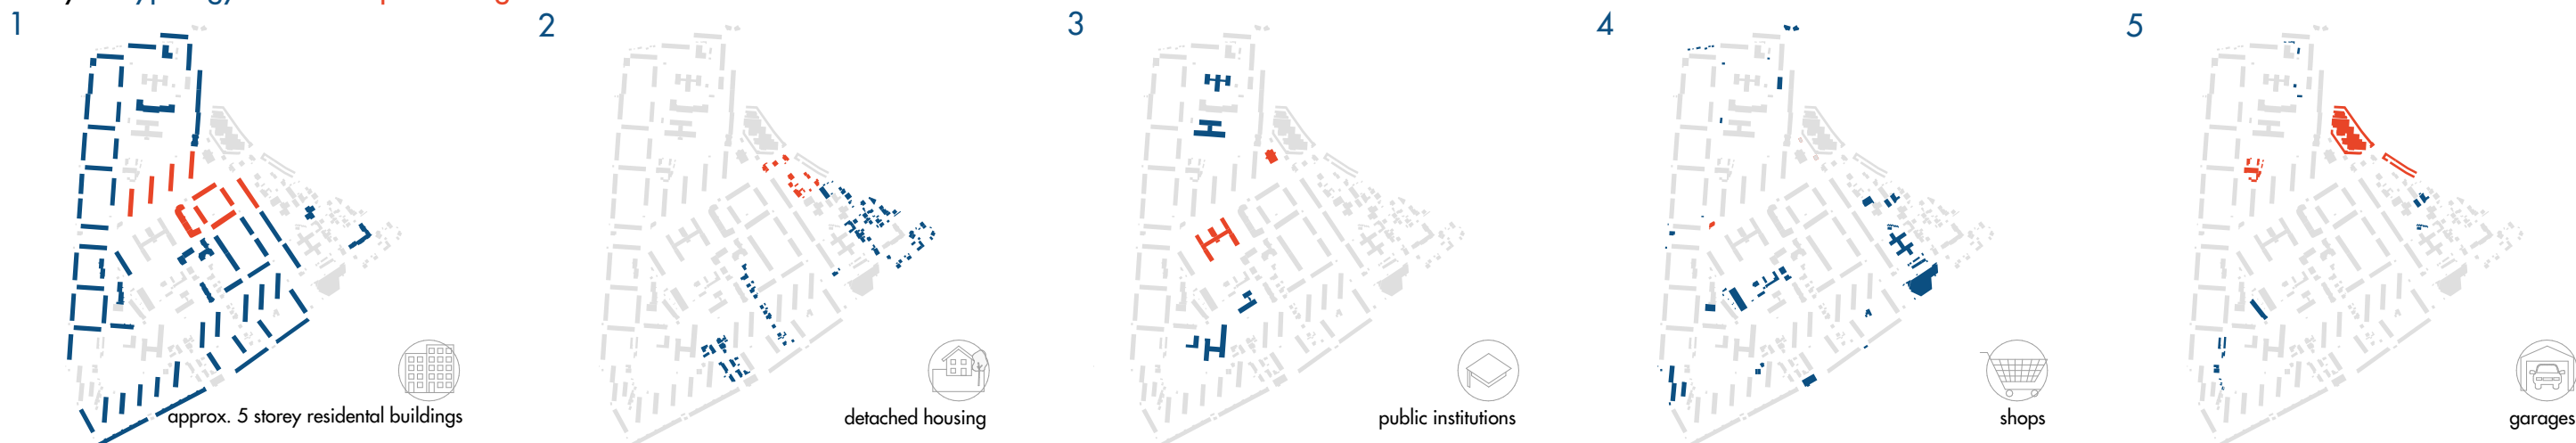 1
2
3
4
5
approx. 5 storey residental buildings
detached housing
public institutions
shops
garages